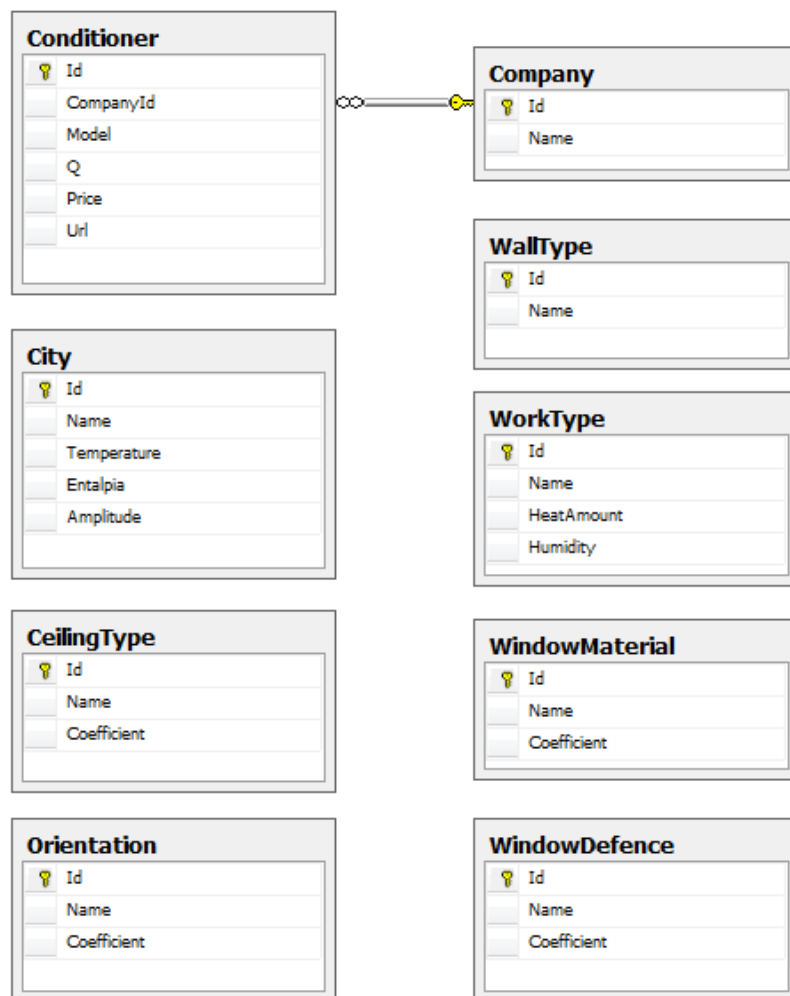 Conditioner
Id
CompanyId
Model
Q
Price
Url
Company
Id
Name
WallType
Id
Name
City
Id
Name
Temperature
Entalpia
Amplitude
WorkType
Id
Name
HeatAmount
Humidity
CeilingType
Id
Name
Coefficient
WindowMaterial
Id
Name
Coefficient
Orientation
Id
Name
Coefficient
WindowDefence
Id
Name
Coefficient